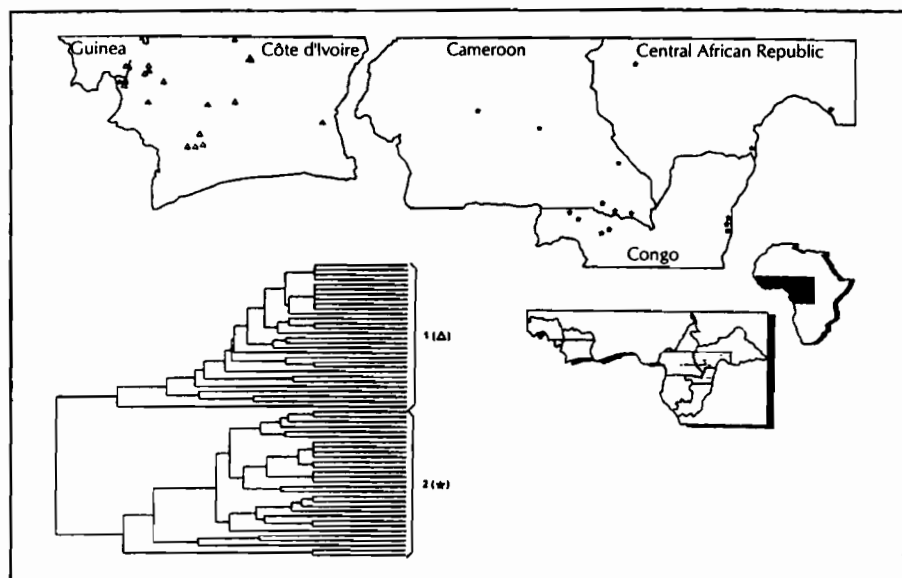 Guinea
Côte d'Ivoire
Cameroon
Central African Republic
Congo
1 (△)
2 (★)